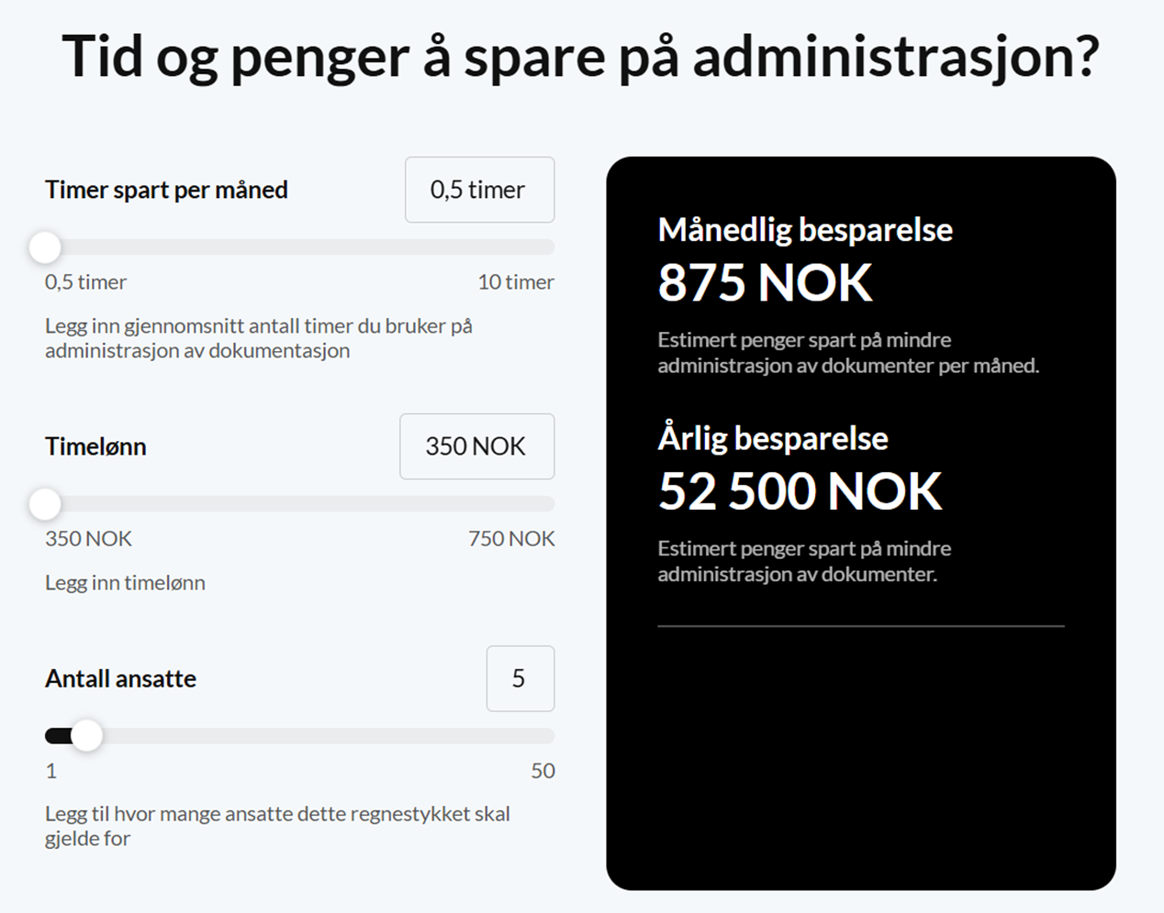 Tid og penger å spare på administrasjon?
Timer spart per måned
0,5 timer
0,5 timer
10 timer
Legg inn gjennomsnitt antall timer du bruker på
administrasjon av dokumentasjon
Timelønn
350 NOK
350 NOK
750 NOK
Legg inn timelønn
Antall ansatte
5
1
50
Legg til hvor mange ansatte dette regnestykket skal
gjelde for
Månedlig besparelse
875 NOK
Estimert penger spart på mindre
administrasjon av dokumenter per måned.
Årlig besparelse
52 500 NOK
Estimert penger spart på mindre
administrasjon av dokumenter.